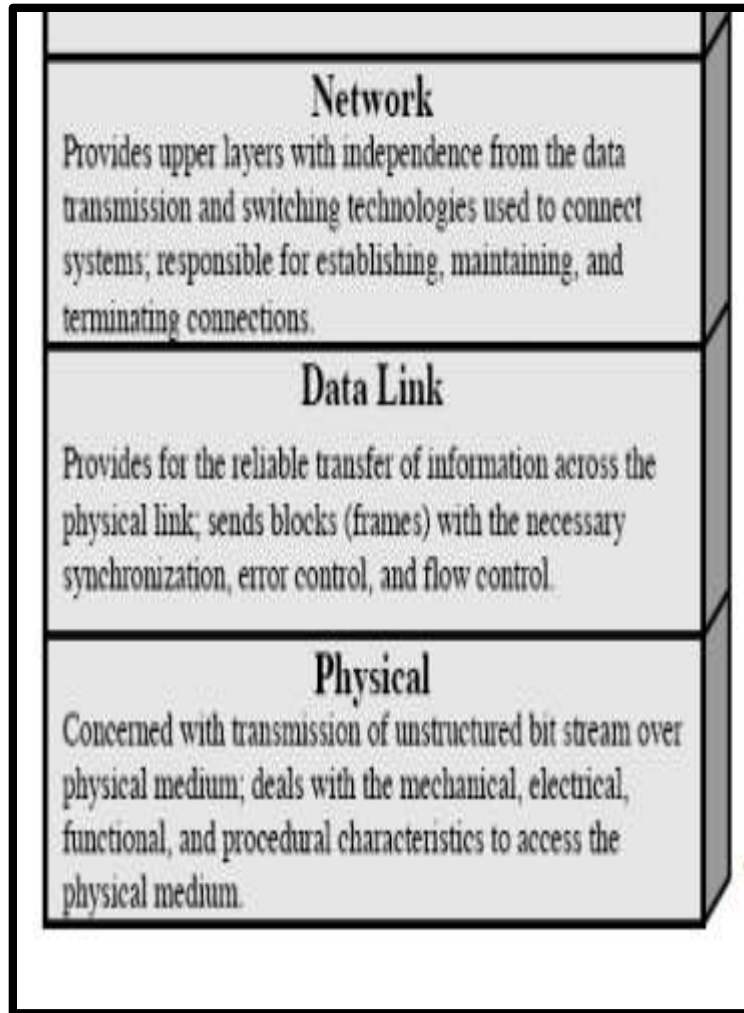 Network
Provides upper layers with independence from the data
transmission and switching technologies used to connect
systems; responsible for establishing, maintaining, and
terminating connections.
Data Link
Provides for the reliable transfer of information across the
physical link; sends blocks (frames) with the necessary
synchronization, error control, and flow control.
Physical
Concerned with transmission of unstructured bit stream over
physical medium; deals with the mechanical, electrical,
functional, and procedural characteristics to access the
physical medium.